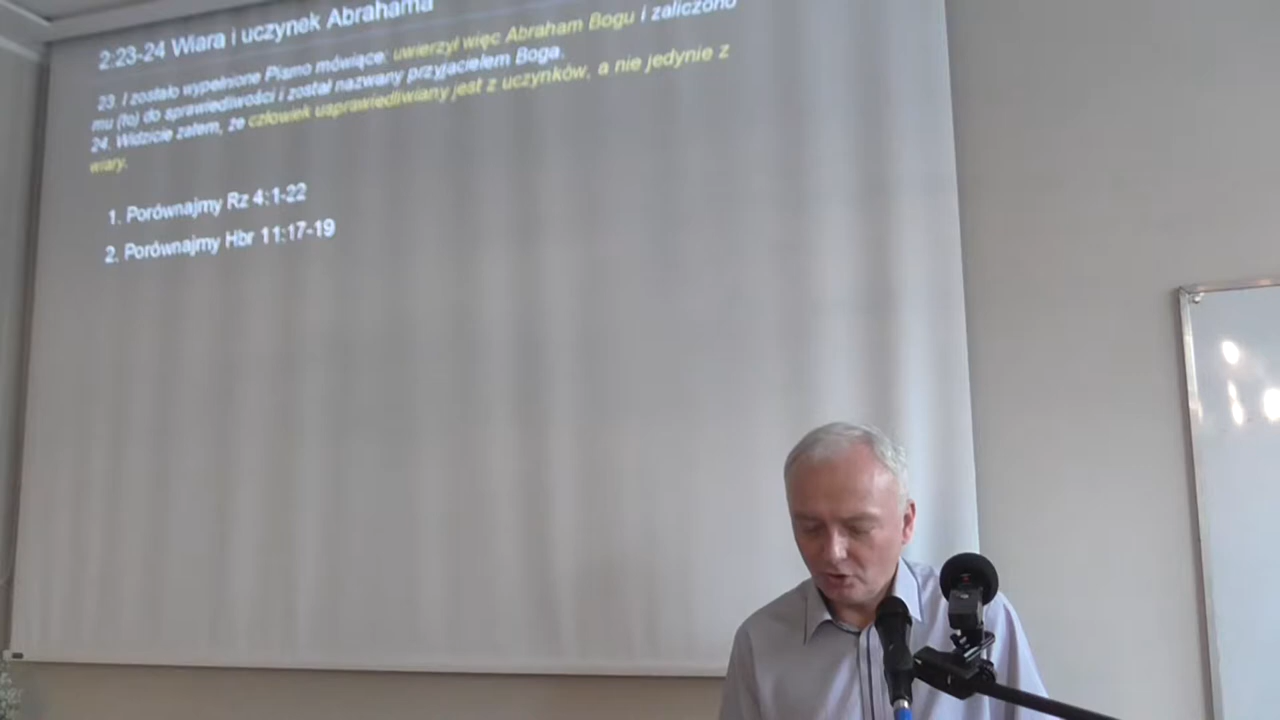 2:23-24 Wiara i uczynek Abrahama
23. I zostało wypełnione Pismo mówiące: uwierzył więc Abraham Bogu i zaliczono
mu (to) do sprawiedliwości i został nazwany przyjacielem Boga.
24. Widzicie zatem, że człowiek usprawiedliwiany jest z uczynków, a nie jedynie z
wiary.
1. Porównajmy Rz 4:1-22
2. Porównajmy Hbr 11:17-19